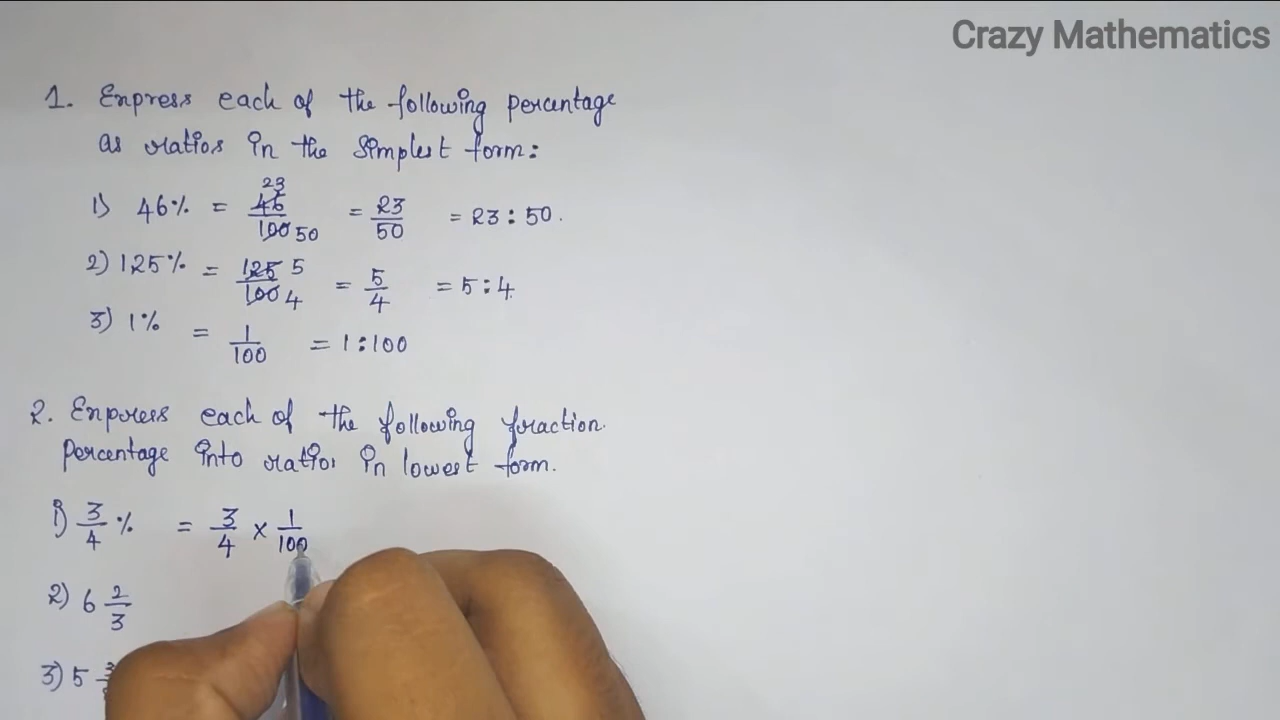 Crazy Mathematics
1. Express each of the following percentage
as ratios in the simplest form:
1) 46% = 46/100 23 50 = 23/50 = 23:50.
2) 125% = 125/100 5 4 = 5/4 = 5:4.
3) 1% = 1/100 = 1:100
2. Express each of the following fraction.
Percentage into ratios in lowest form.
1) 3/4 % = 3/4 × 1/100
2) 6 2/3
3) 5